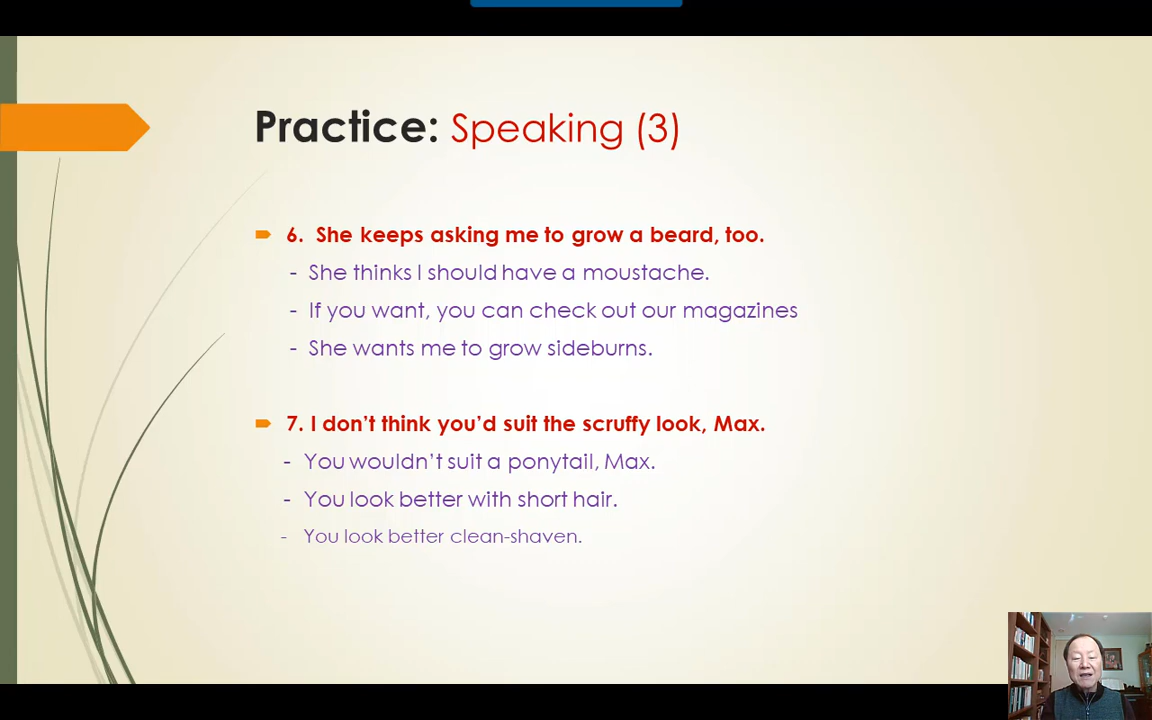 Practice: Speaking (3)
6. She keeps asking me to grow a beard, too.
- She thinks I should have a moustache.
- If you want, you can check out our magazines
- She wants me to grow sideburns.
7. I don't think you'd suit the scruffy look, Max.
- You wouldn't suit a ponytail, Max.
- You look better with short hair.
- You look better clean-shaven.